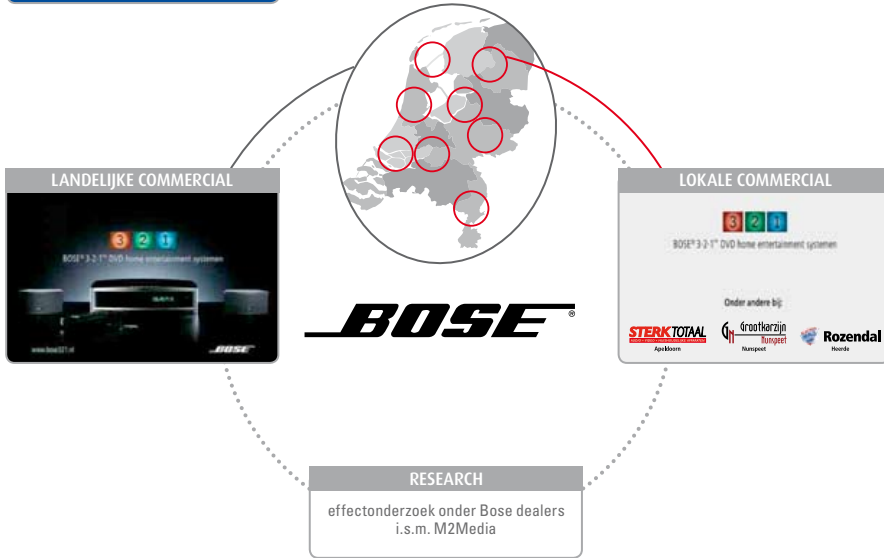 LANDELIJKE COMMERCIAL
3 2 1
BOSE® 3·2·1™ DVD home entertainment systemen
www.bose321.nl
BOSE
LOKALE COMMERCIAL
3 2 1
BOSE® 3·2·1™ DVD home entertainment systemen
Onder andere bij:
STERK TOTAAL
Apeldoorn
GN Grootkarzijn
Nunspeet
Nunspeet
Rozendal
Heerde
BOSE®
RESEARCH
effectonderzoek onder Bose dealers
i.s.m. M2Media